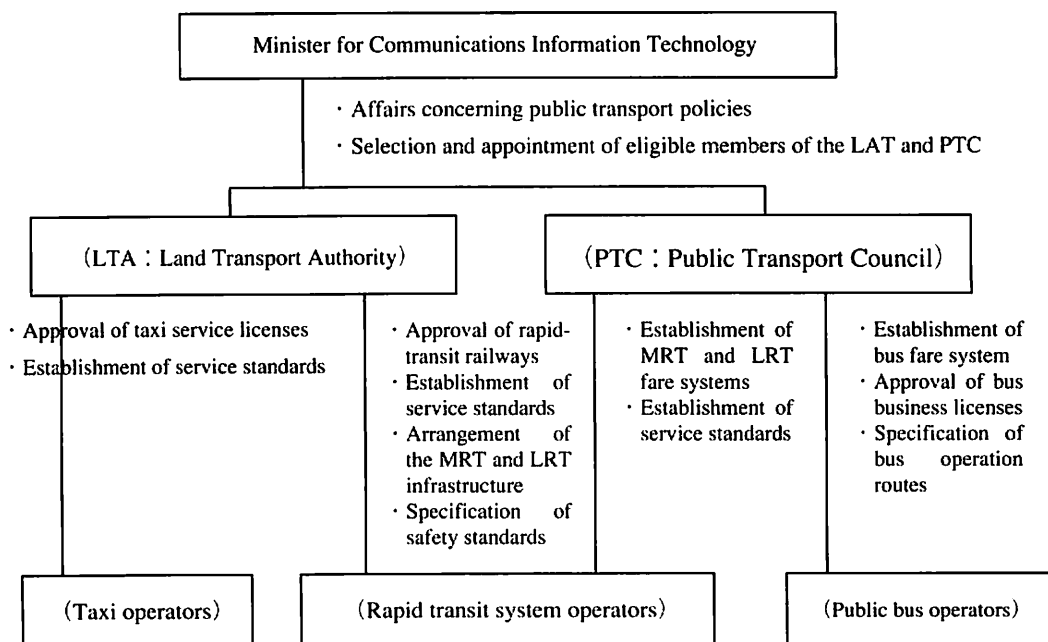 Minister for Communications Information Technology
· Affairs concerning public transport policies
· Selection and appointment of eligible members of the LAT and PTC
(LTA：Land Transport Authority)
(PTC：Public Transport Council)
· Approval of taxi service licenses
· Establishment of service standards
· Approval of rapid-
transit railways
· Establishment of
service standards
· Arrangement of
the MRT and LRT
infrastructure
· Specification of
safety standards
· Establishment of
MRT and LRT
fare systems
· Establishment of
service standards
· Establishment of
bus fare system
· Approval of bus
business licenses
· Specification of
bus operation
routes
(Taxi operators)
(Rapid transit system operators)
(Public bus operators)